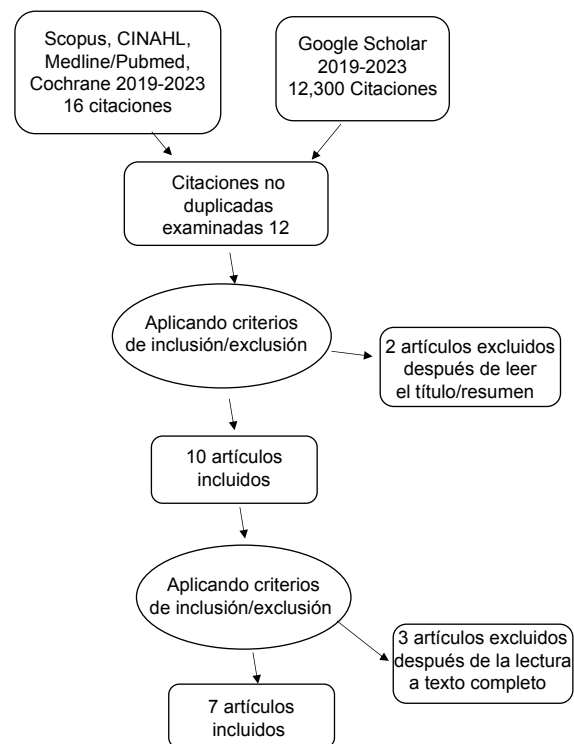 Scopus, CINAHL,
Medline/Pubmed,
Cochrane 2019-2023
16 citaciones
Google Scholar
2019-2023
12,300 Citaciones
Citaciones no
duplicadas
examinadas 12
Aplicando criterios
de inclusión/exclusión
2 artículos excluidos
después de leer
el título/resumen
10 artículos
incluidos
Aplicando criterios
de inclusión/exclusión
3 artículos excluidos
después de la lectura
a texto completo
7 artículos
incluidos